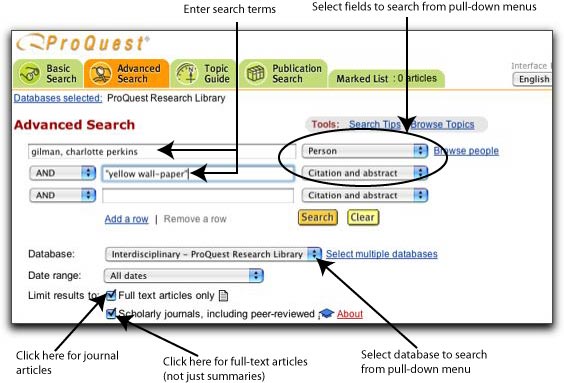 Enter search terms
Select fields to search from pull-down menus
ProQuest®
Interface
Basic Search
Advanced Search
Topic Guide
Publication Search
Marked List : 0 articles
English
Databases selected: ProQuest Research Library
Tools: Search Tips Browse Topics
Advanced Search
gilman, charlotte perkins Person Browse people
AND "yellow wall-paper" Citation and abstract
AND Citation and abstract
Add a row | Remove a row Search Clear
Database: Interdisciplinary – ProQuest Research Library Select multiple databases
Date range: All dates
Limit results to: Full text articles only
Scholarly journals, including peer-reviewed About
Click here for journal
articles
Click here for full-text articles
(not just summaries)
Select database to search
from pull-down menu